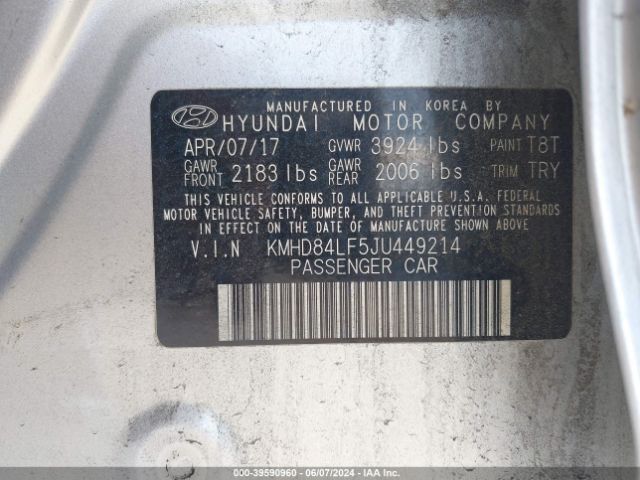 MANUFACTURED IN KOREA BY
HYUNDAI MOTOR COMPANY
APR/07/17 GVWR 3924 lbs PAINT T8T
GAWR FRONT 2183 lbs GAWR REAR 2006 lbs TRIM TRY
THIS VEHICLE CONFORMS TO ALL APPLICABLE U.S.A. FEDERAL
MOTOR VEHICLE SAFETY, BUMPER, AND THEFT PREVENTION STANDARDS
IN EFFECT ON THE DATE OF MANUFACTURE SHOWN ABOVE.
V.I.N KMHD84LF5JU449214
PASSENGER CAR
000-39590960 - 06/07/2024 - IAA Inc.